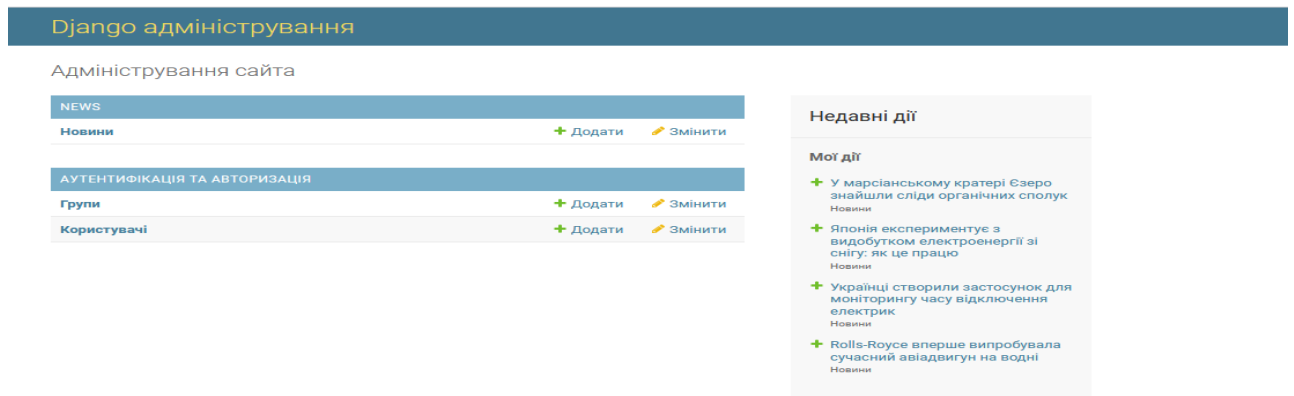 Django адміністрування
Адміністрування сайта
NEWS
Новини Додати Змінити
АУТЕНТИФІКАЦІЯ ТА АВТОРИЗАЦІЯ
Групи Додати Змінити
Користувачі Додати Змінити
Недавні дії
Мої дії
У марсіанському кратері Єзеро
знайшли сліди органічних сполук
Новини
Японія експериментує з
видобутком електроенергії зі
снігу: як це працю
Новини
Українці створили застосунок для
моніторингу часу відключення
електрик
Новини
Rolls-Royce вперше випробувала
сучасний авіадвигун на водні
Новини